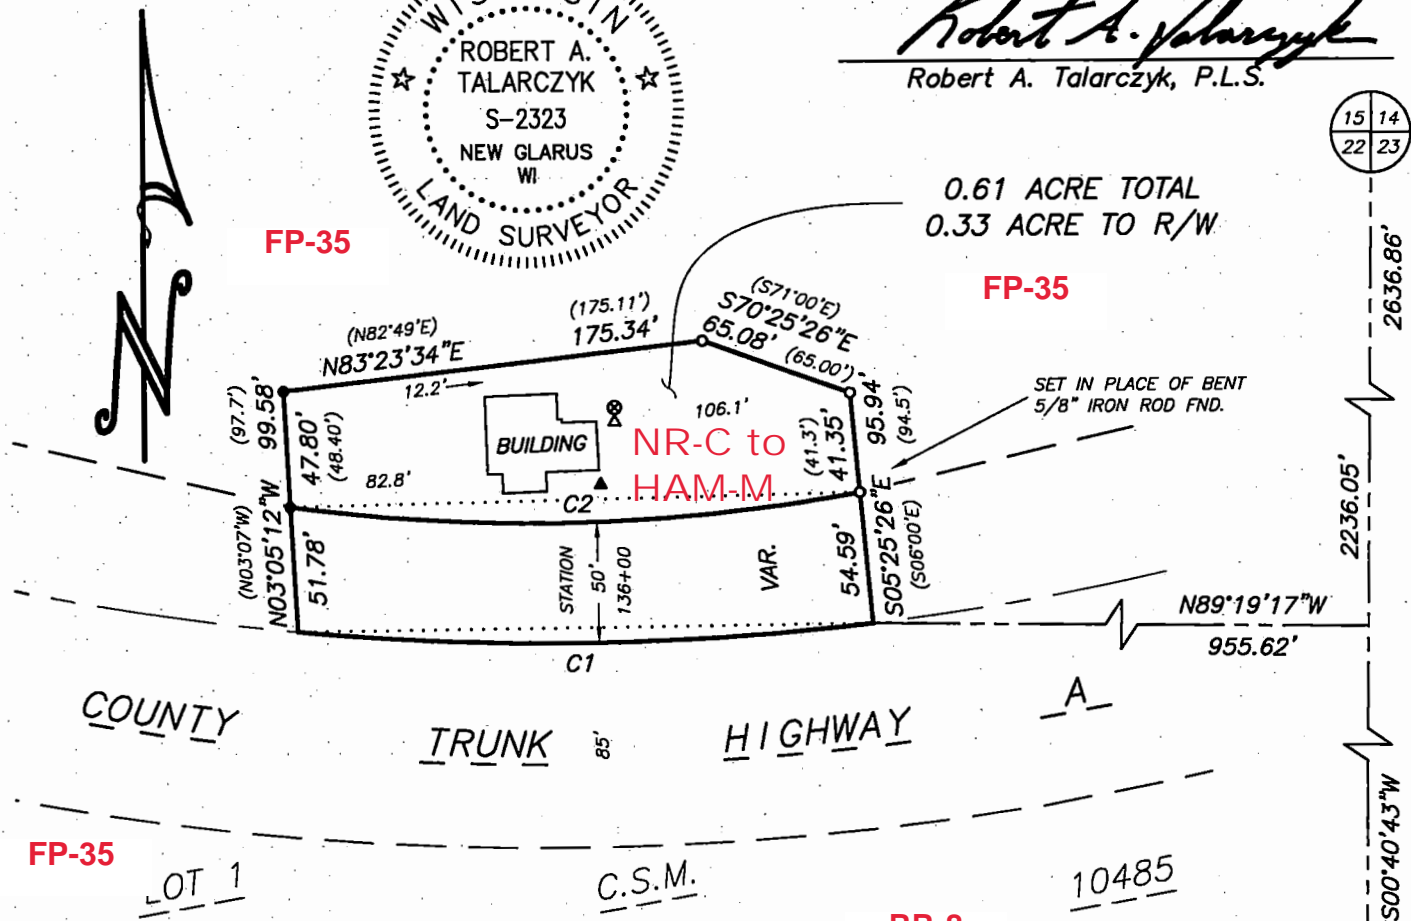 WISCONSIN
ROBERT A.
TALARCZYK
S-2323
NEW GLARUS
WI
LAND SURVEYOR
Robert A. Talarczyk
Robert A. Talarczyk, P.L.S.
15 14
22 23
0.61 ACRE TOTAL
0.33 ACRE TO R/W
FP-35
FP-35
2636.86'
(N82°49'E)
N83°23'34"E
(175.11')
175.34'
(S71°00'E)
S70°25'26"E
65.08'
(65.00')
12.2'
106.1'
SET IN PLACE OF BENT
5/8" IRON ROD FND.
(97.7')
99.58'
47.80'
(48.40')
BUILDING
NR-C to
HAM-M
(41.3')
41.35'
95.94'
(94.5')
82.8'
C2
(N03°07'W)
N03°05'12"W
51.78'
STATION
50'
136+00
VAR.
54.59'
S05°25'26"E
(S06°00'E)
2236.05'
N89°19'17"W
955.62'
C1
COUNTY TRUNK HIGHWAY A
85'
N
FP-35
LOT 1 C.S.M. 10485
S00°40'43"W